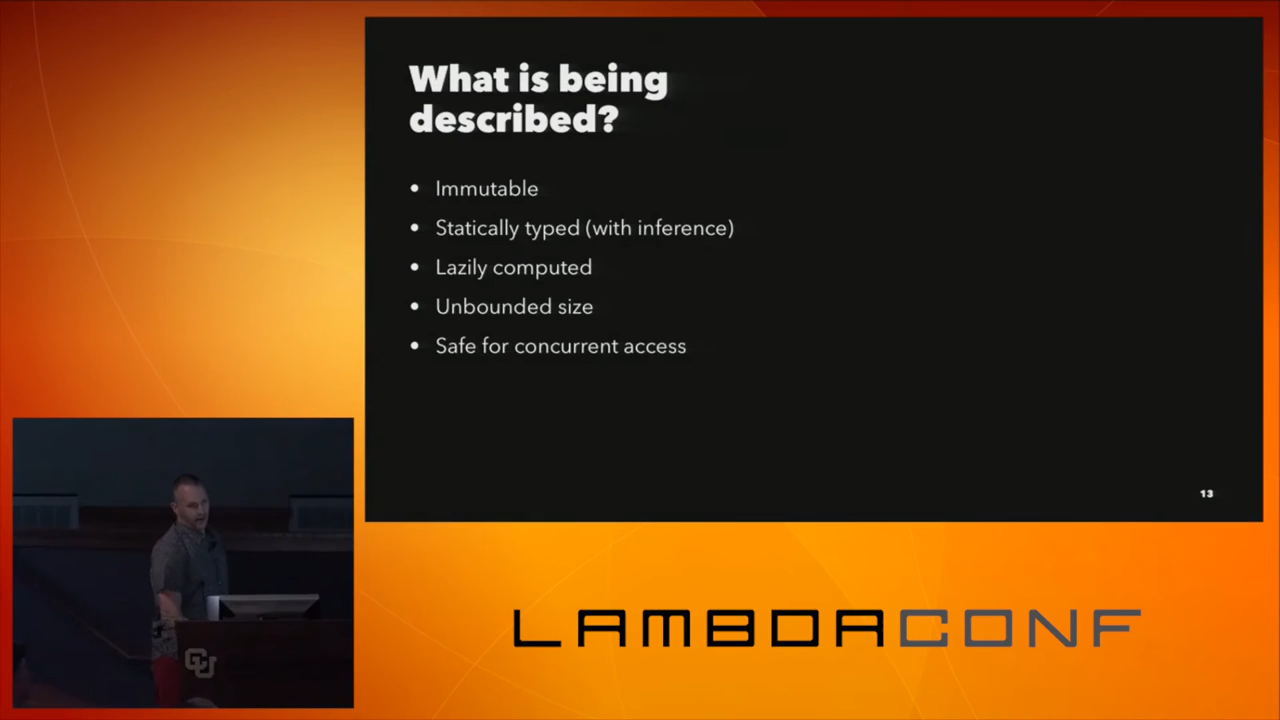 What is being
described?
• Immutable
• Statically typed (with inference)
• Lazily computed
• Unbounded size
• Safe for concurrent access
13
CU
LAMBDACONF